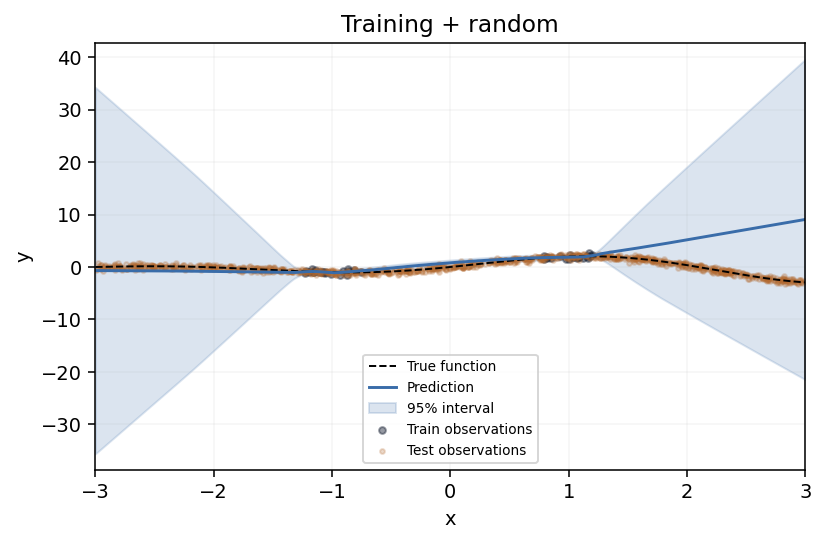 Training + random
40
30
20
10
0
−10
−20
−30
y
−3
−2
−1
0
1
2
3
x
True function
Prediction
95% interval
Train observations
Test observations